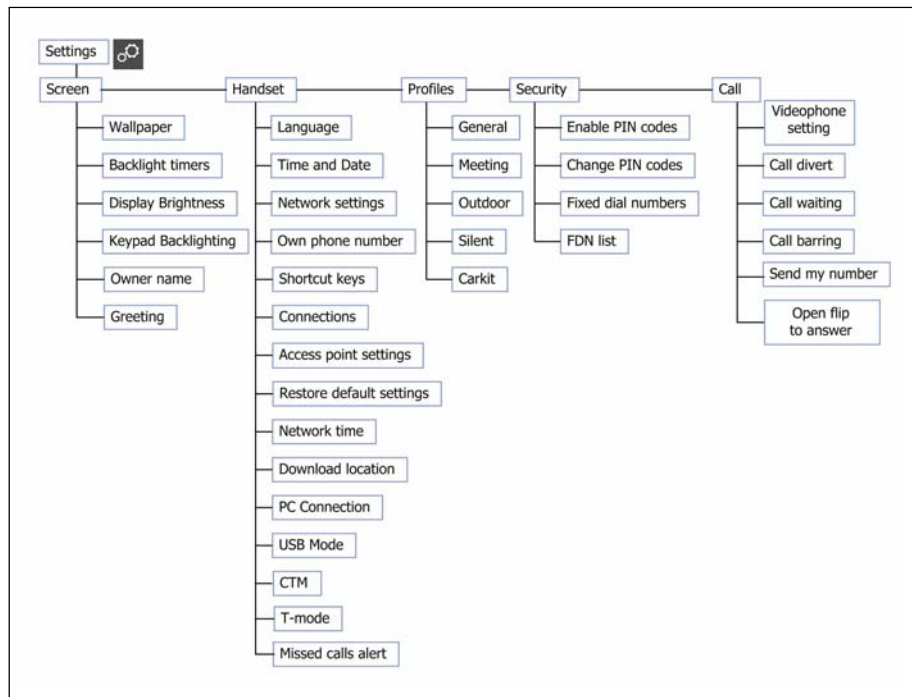 Settings
Screen
Wallpaper
Backlight timers
Display Brightness
Keypad Backlighting
Owner name
Greeting
Handset
Language
Time and Date
Network settings
Own phone number
Shortcut keys
Connections
Access point settings
Restore default settings
Network time
Download location
PC Connection
USB Mode
CTM
T-mode
Missed calls alert
Profiles
General
Meeting
Outdoor
Silent
Carkit
Security
Enable PIN codes
Change PIN codes
Fixed dial numbers
FDN list
Call
Videophone
setting
Call divert
Call waiting
Call barring
Send my number
Open flip
to answer